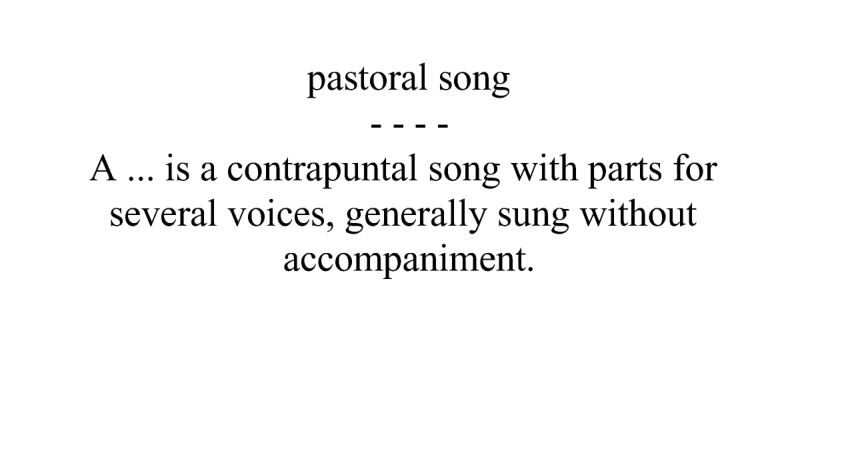 pastoral song
- - - -
A ... is a contrapuntal song with parts for
several voices, generally sung without
accompaniment.